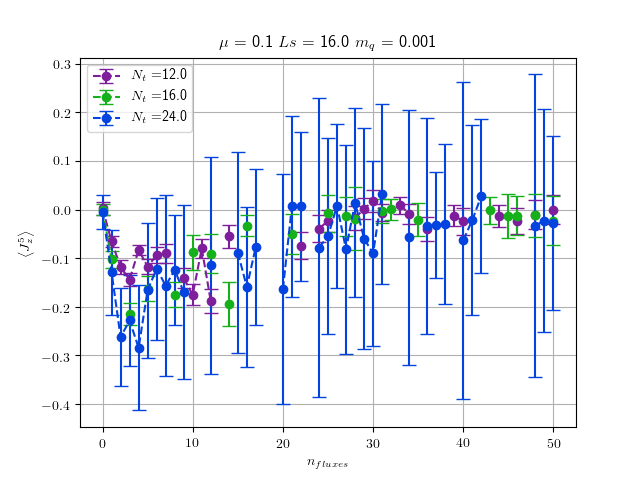 μ = 0.1 Ls = 16.0 m_q = 0.001
N_t =12.0
N_t =16.0
N_t =24.0
0.3
0.2
0.1
0.0
−0.1
−0.2
−0.3
−0.4
⟨J_z^5⟩
0 10 20 30 40 50
n_{fluxes}